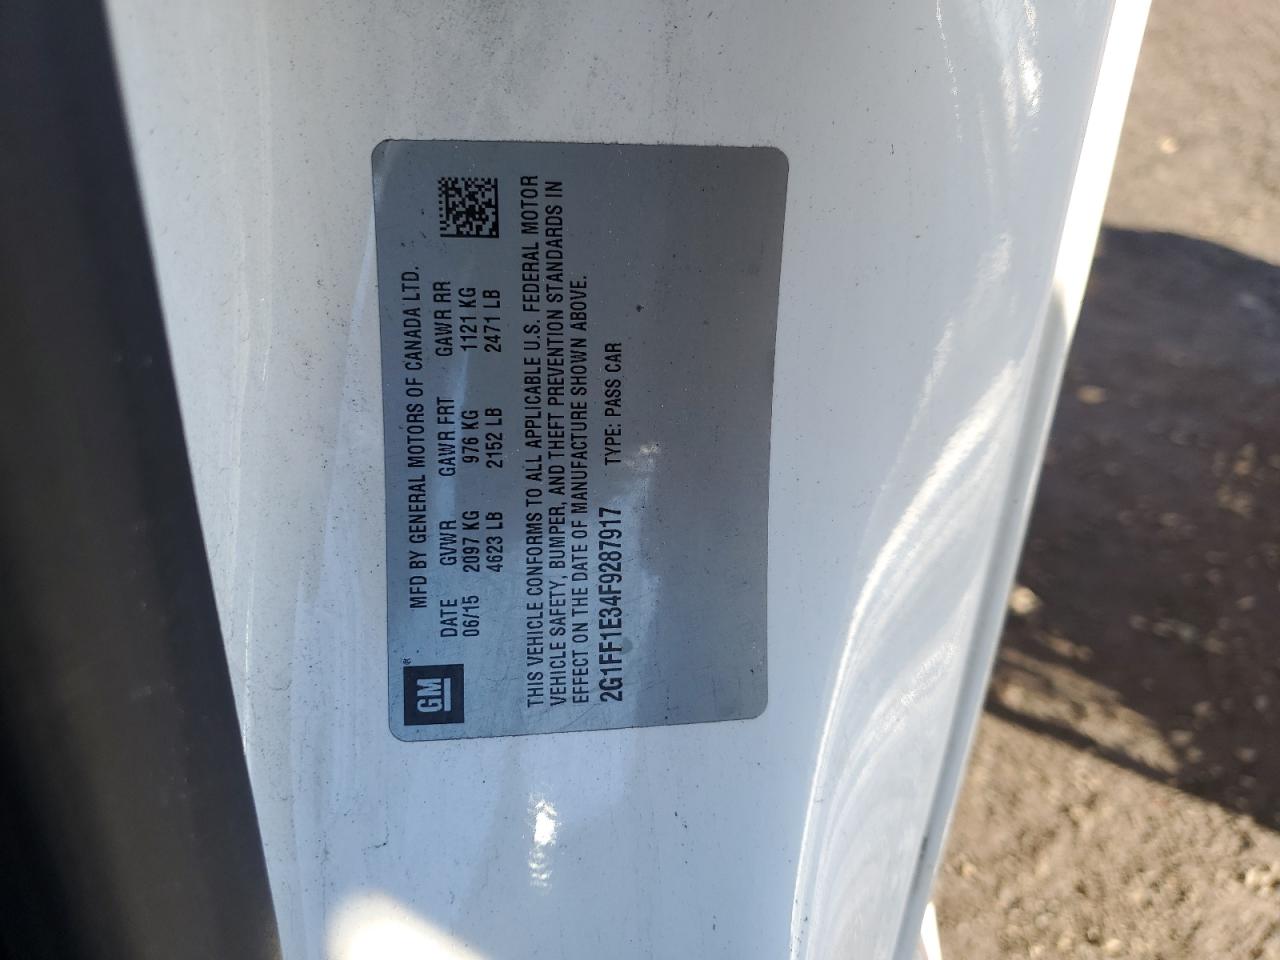 MFD BY GENERAL MOTORS OF CANADA LTD.
DATE GVWR GAWR FRT GAWR RR
06/15 2097 KG 976 KG 1121 KG
4623 LB 2152 LB 2471 LB
GM®
THIS VEHICLE CONFORMS TO ALL APPLICABLE U.S. FEDERAL MOTOR
VEHICLE SAFETY, BUMPER, AND THEFT PREVENTION STANDARDS IN
EFFECT ON THE DATE OF MANUFACTURE SHOWN ABOVE.
2G1FF1E34F9287917 TYPE: PASS CAR